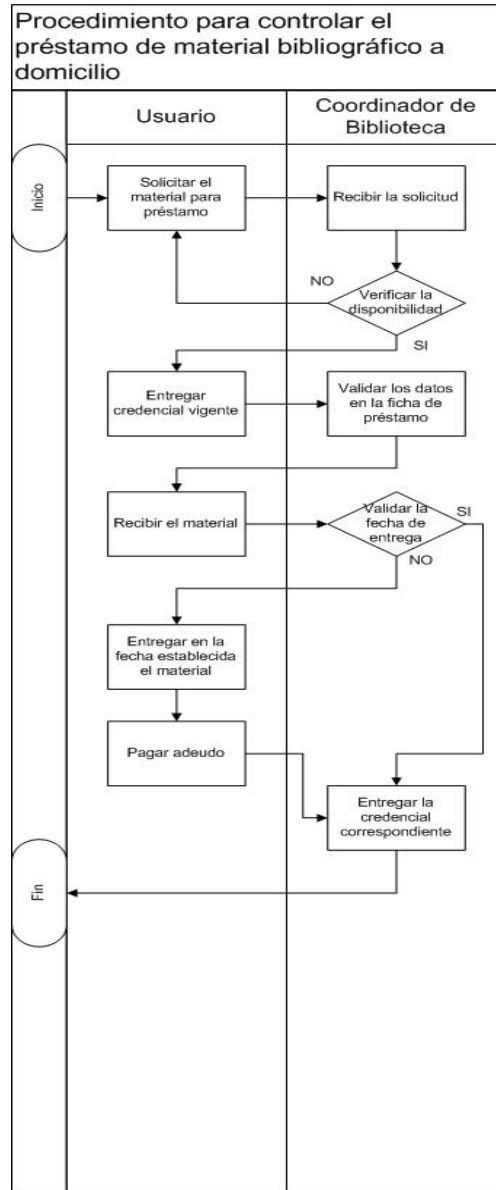 Procedimiento para controlar el
préstamo de material bibliográfico a
domicilio
Usuario
Coordinador de
Biblioteca
Inicio
Solicitar el
material para
préstamo
Recibir la solicitud
NO
Verificar la
disponibilidad
SI
Entregar
credencial vigente
Validar los datos
en la ficha de
préstamo
Recibir el material
Validar la
fecha de
entrega
SI
NO
Entregar en la
fecha establecida
el material
Pagar adeudo
Entregar la
credencial
correspondiente
Fin